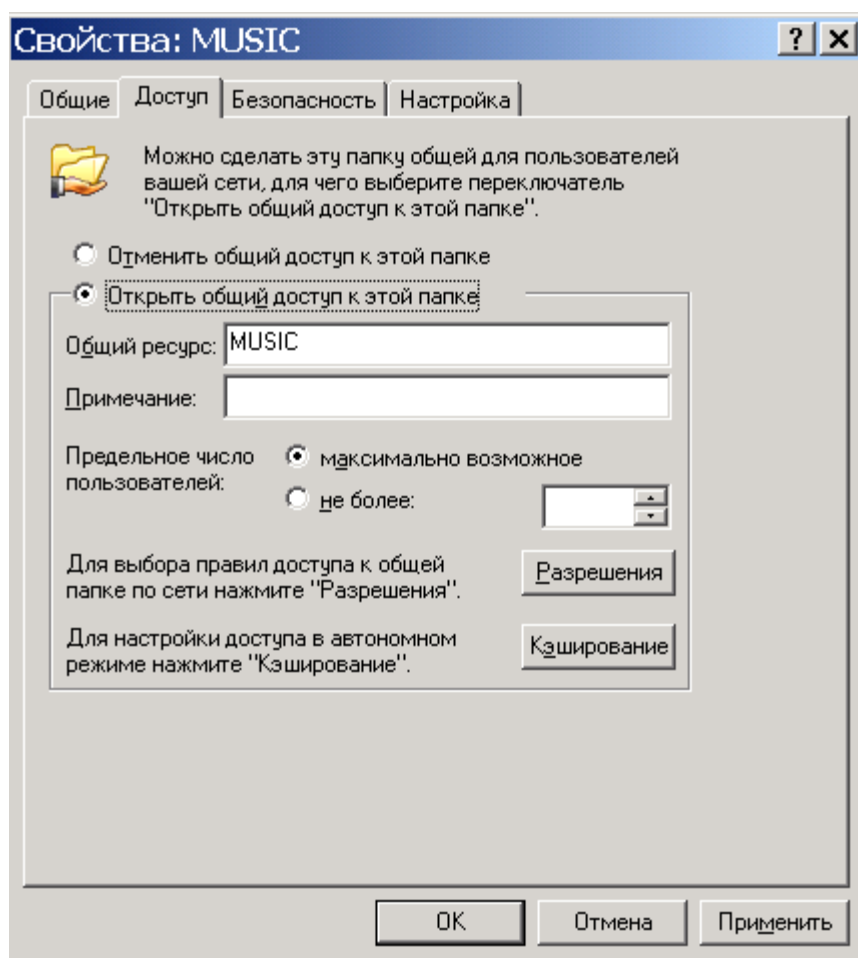 Свойства: MUSIC
Общие Доступ Безопасность Настройка
Можно сделать эту папку общей для пользователей
вашей сети, для чего выберите переключатель
"Открыть общий доступ к этой папке".
Отменить общий доступ к этой папке
Открыть общий доступ к этой папке
Общий ресурс: MUSIC
Примечание:
Предельное число
пользователей:
максимально возможное
не более:
Для выбора правил доступа к общей
папке по сети нажмите "Разрешения".
Разрешения
Для настройки доступа в автономном
режиме нажмите "Кэширование".
Кэширование
OK Отмена Применить